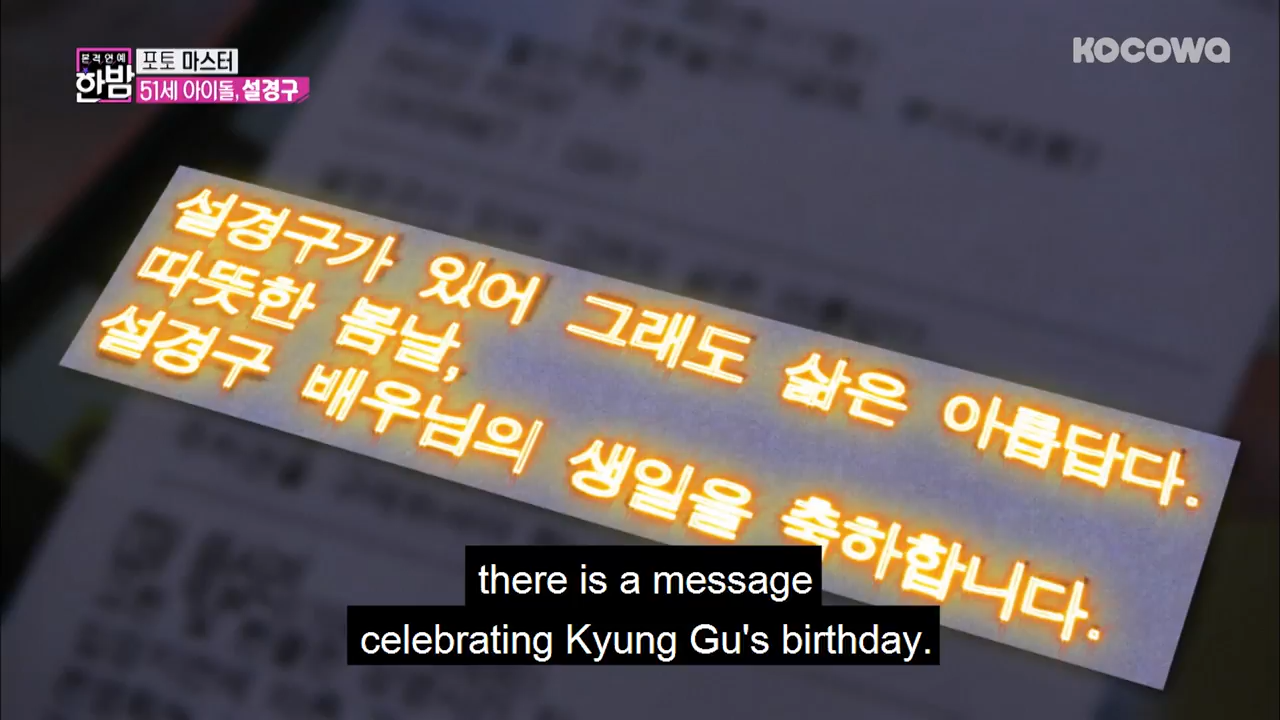 본격연예
한밤
포토 마스터
51세 아이돌, 설경구
KOCOWA
설경구가 있어 그래도 삶은 아름답다.
따뜻한 봄날,
설경구 배우님의 생일을 축하합니다.
there is a message
celebrating Kyung Gu's birthday.